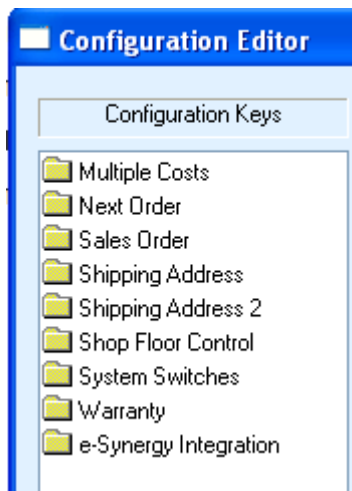 Configuration Editor
Configuration Keys
Multiple Costs
Next Order
Sales Order
Shipping Address
Shipping Address 2
Shop Floor Control
System Switches
Warranty
e-Synergy Integration